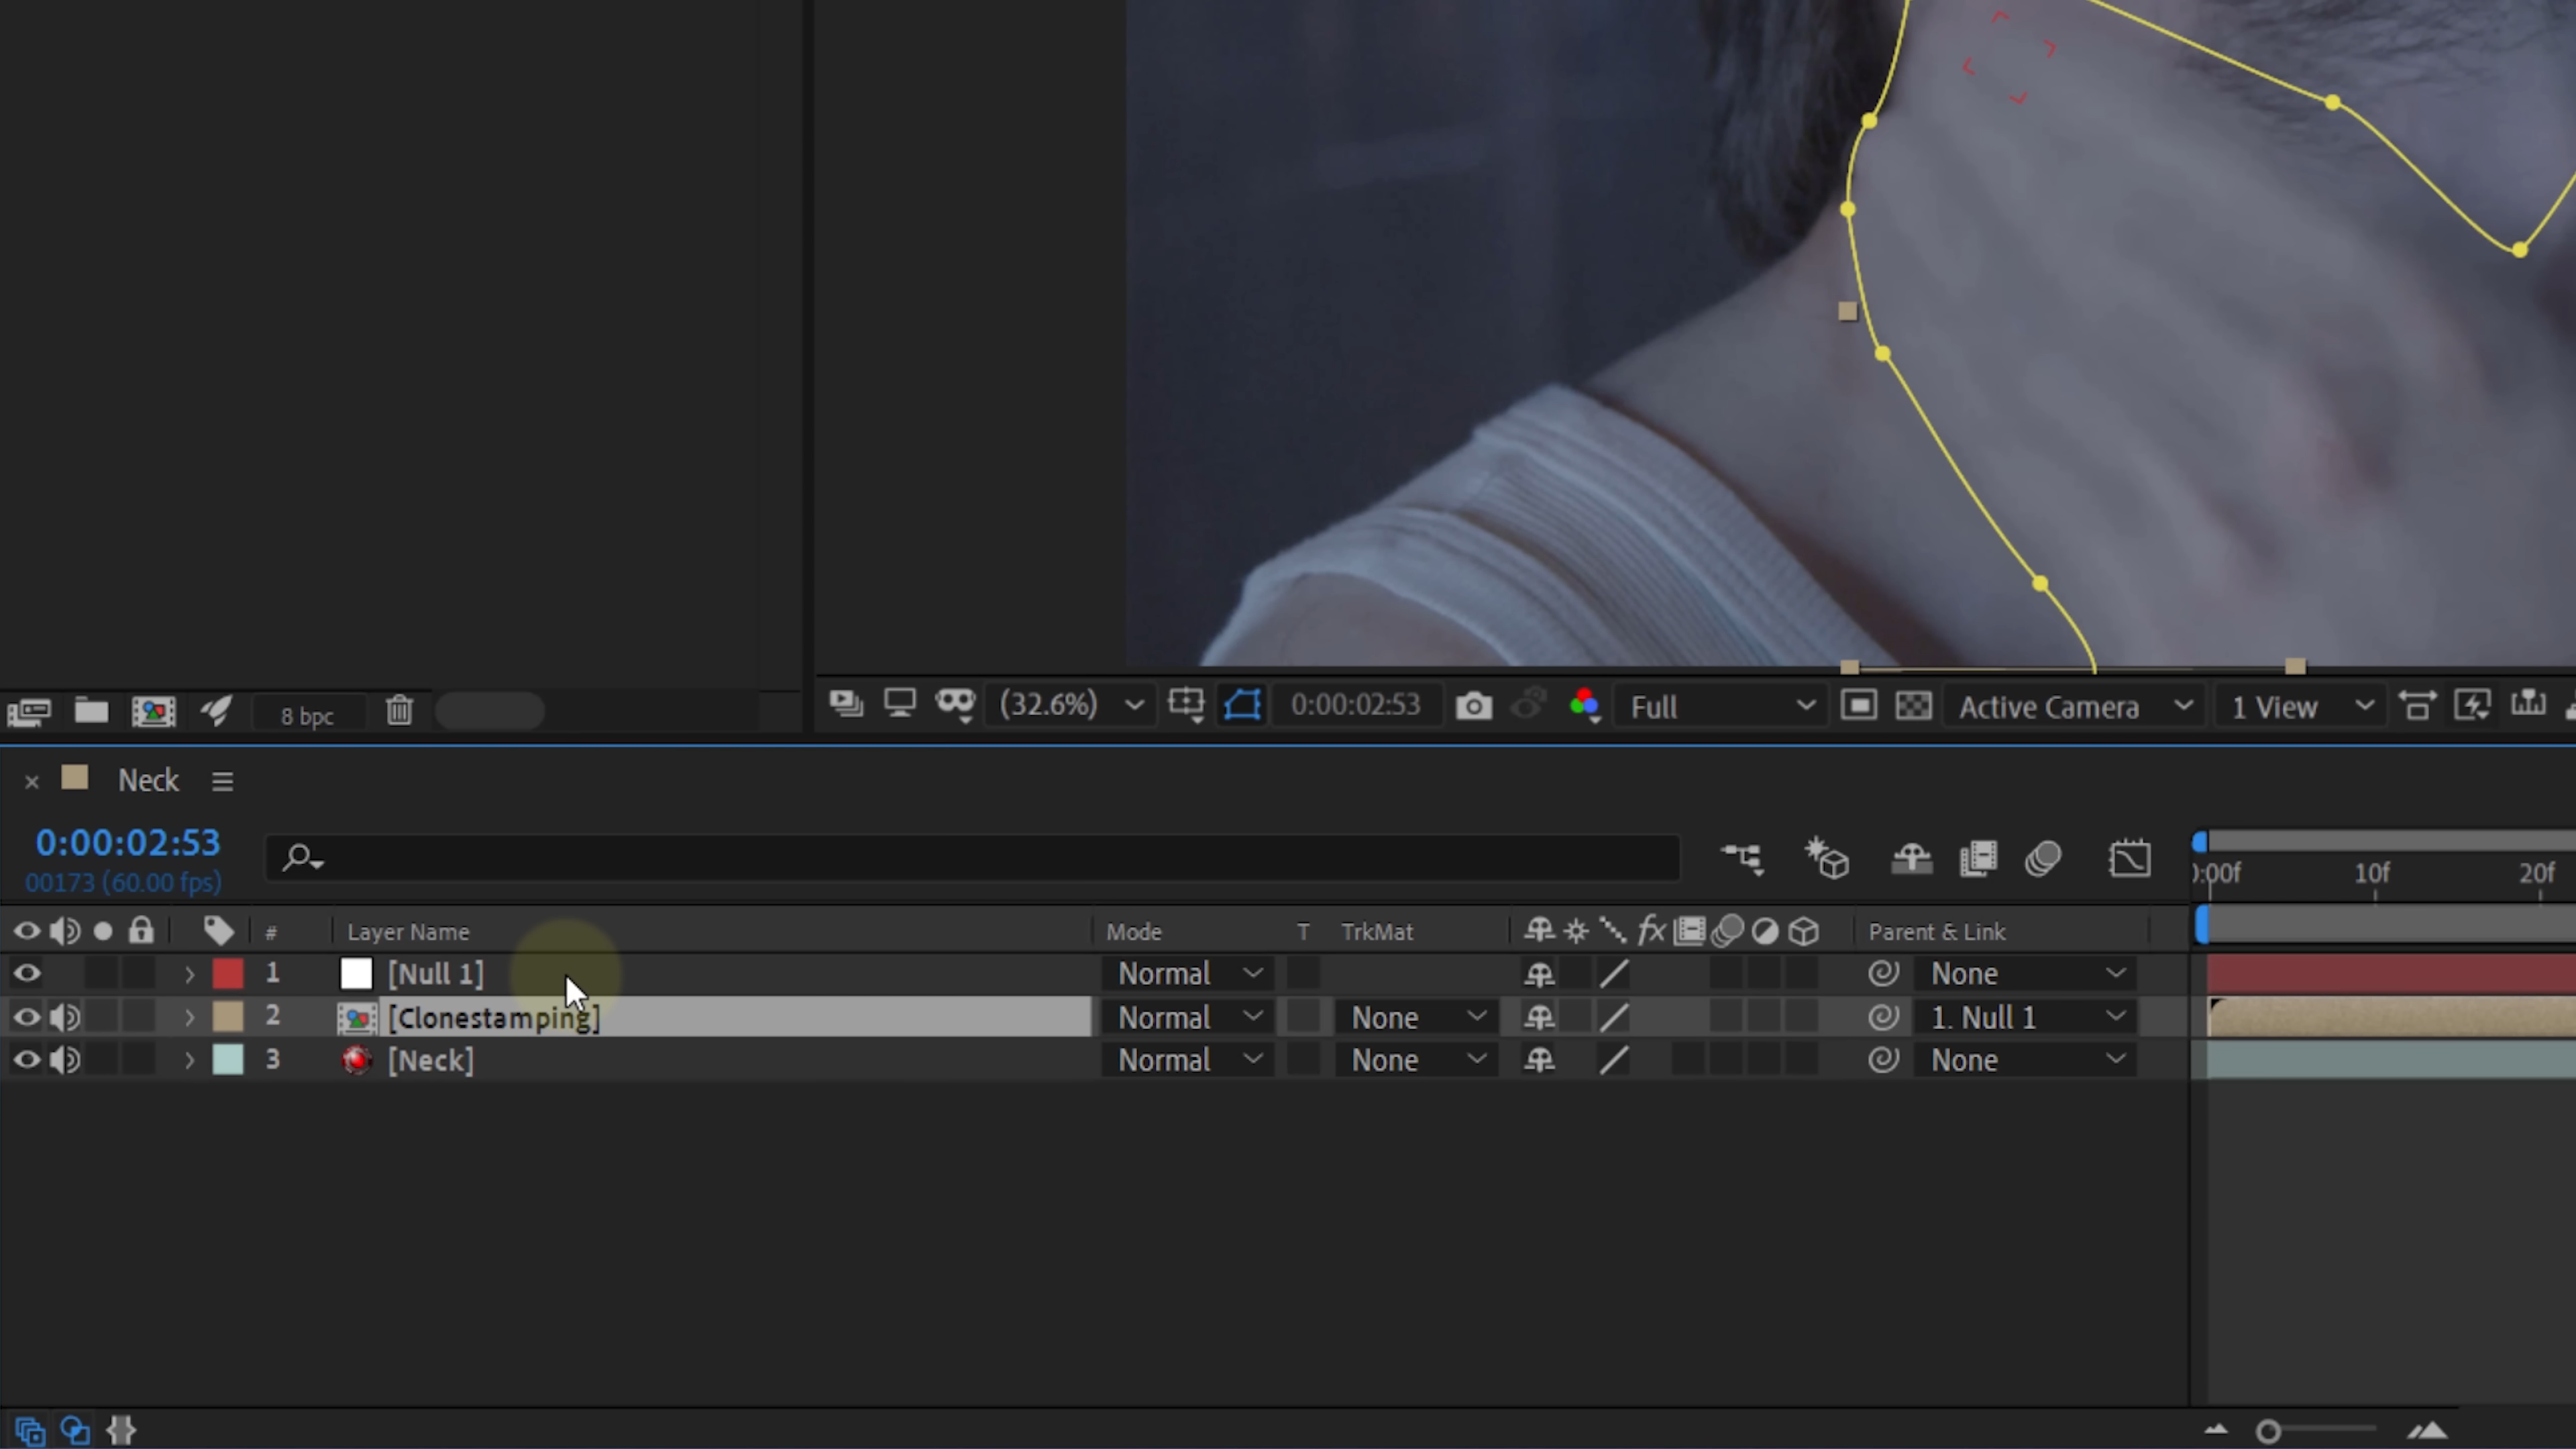 8 bpc
(32.6%)
0:00:02:53
Full
Active Camera
1 View
× Neck
0:00:02:53
00173 (60.00 fps)
:00f 10f 20f
# Layer Name Mode T TrkMat fx Parent & Link
1 [Null 1] Normal None
2 [Clonestamping] Normal None 1. Null 1
3 [Neck] Normal None None